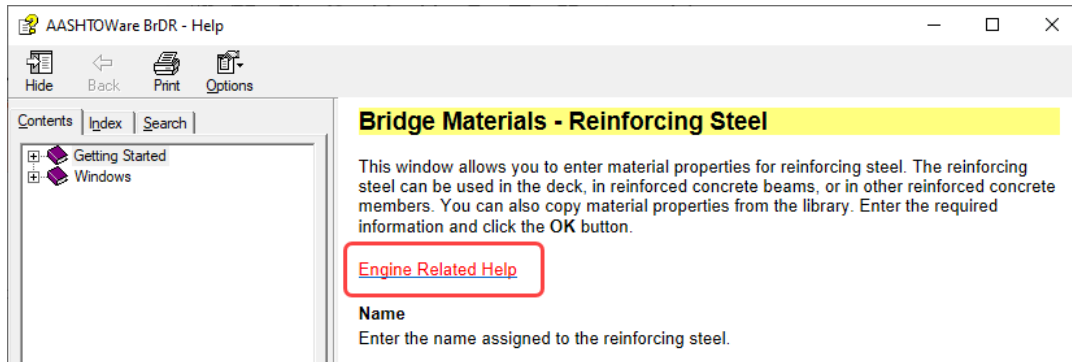 AASHTOWare BrDR - Help
Hide Back Print Options
Contents Index Search
Getting Started
Windows
Bridge Materials - Reinforcing Steel
This window allows you to enter material properties for reinforcing steel. The reinforcing
steel can be used in the deck, in reinforced concrete beams, or in other reinforced concrete
members. You can also copy material properties from the library. Enter the required
information and click the OK button.
Engine Related Help
Name
Enter the name assigned to the reinforcing steel.